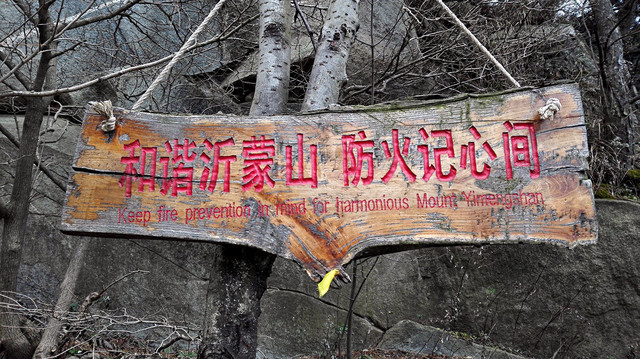 和谐沂蒙山 防火记心间
Keep fire prevention in mind for harmonious Mount Yimengshan